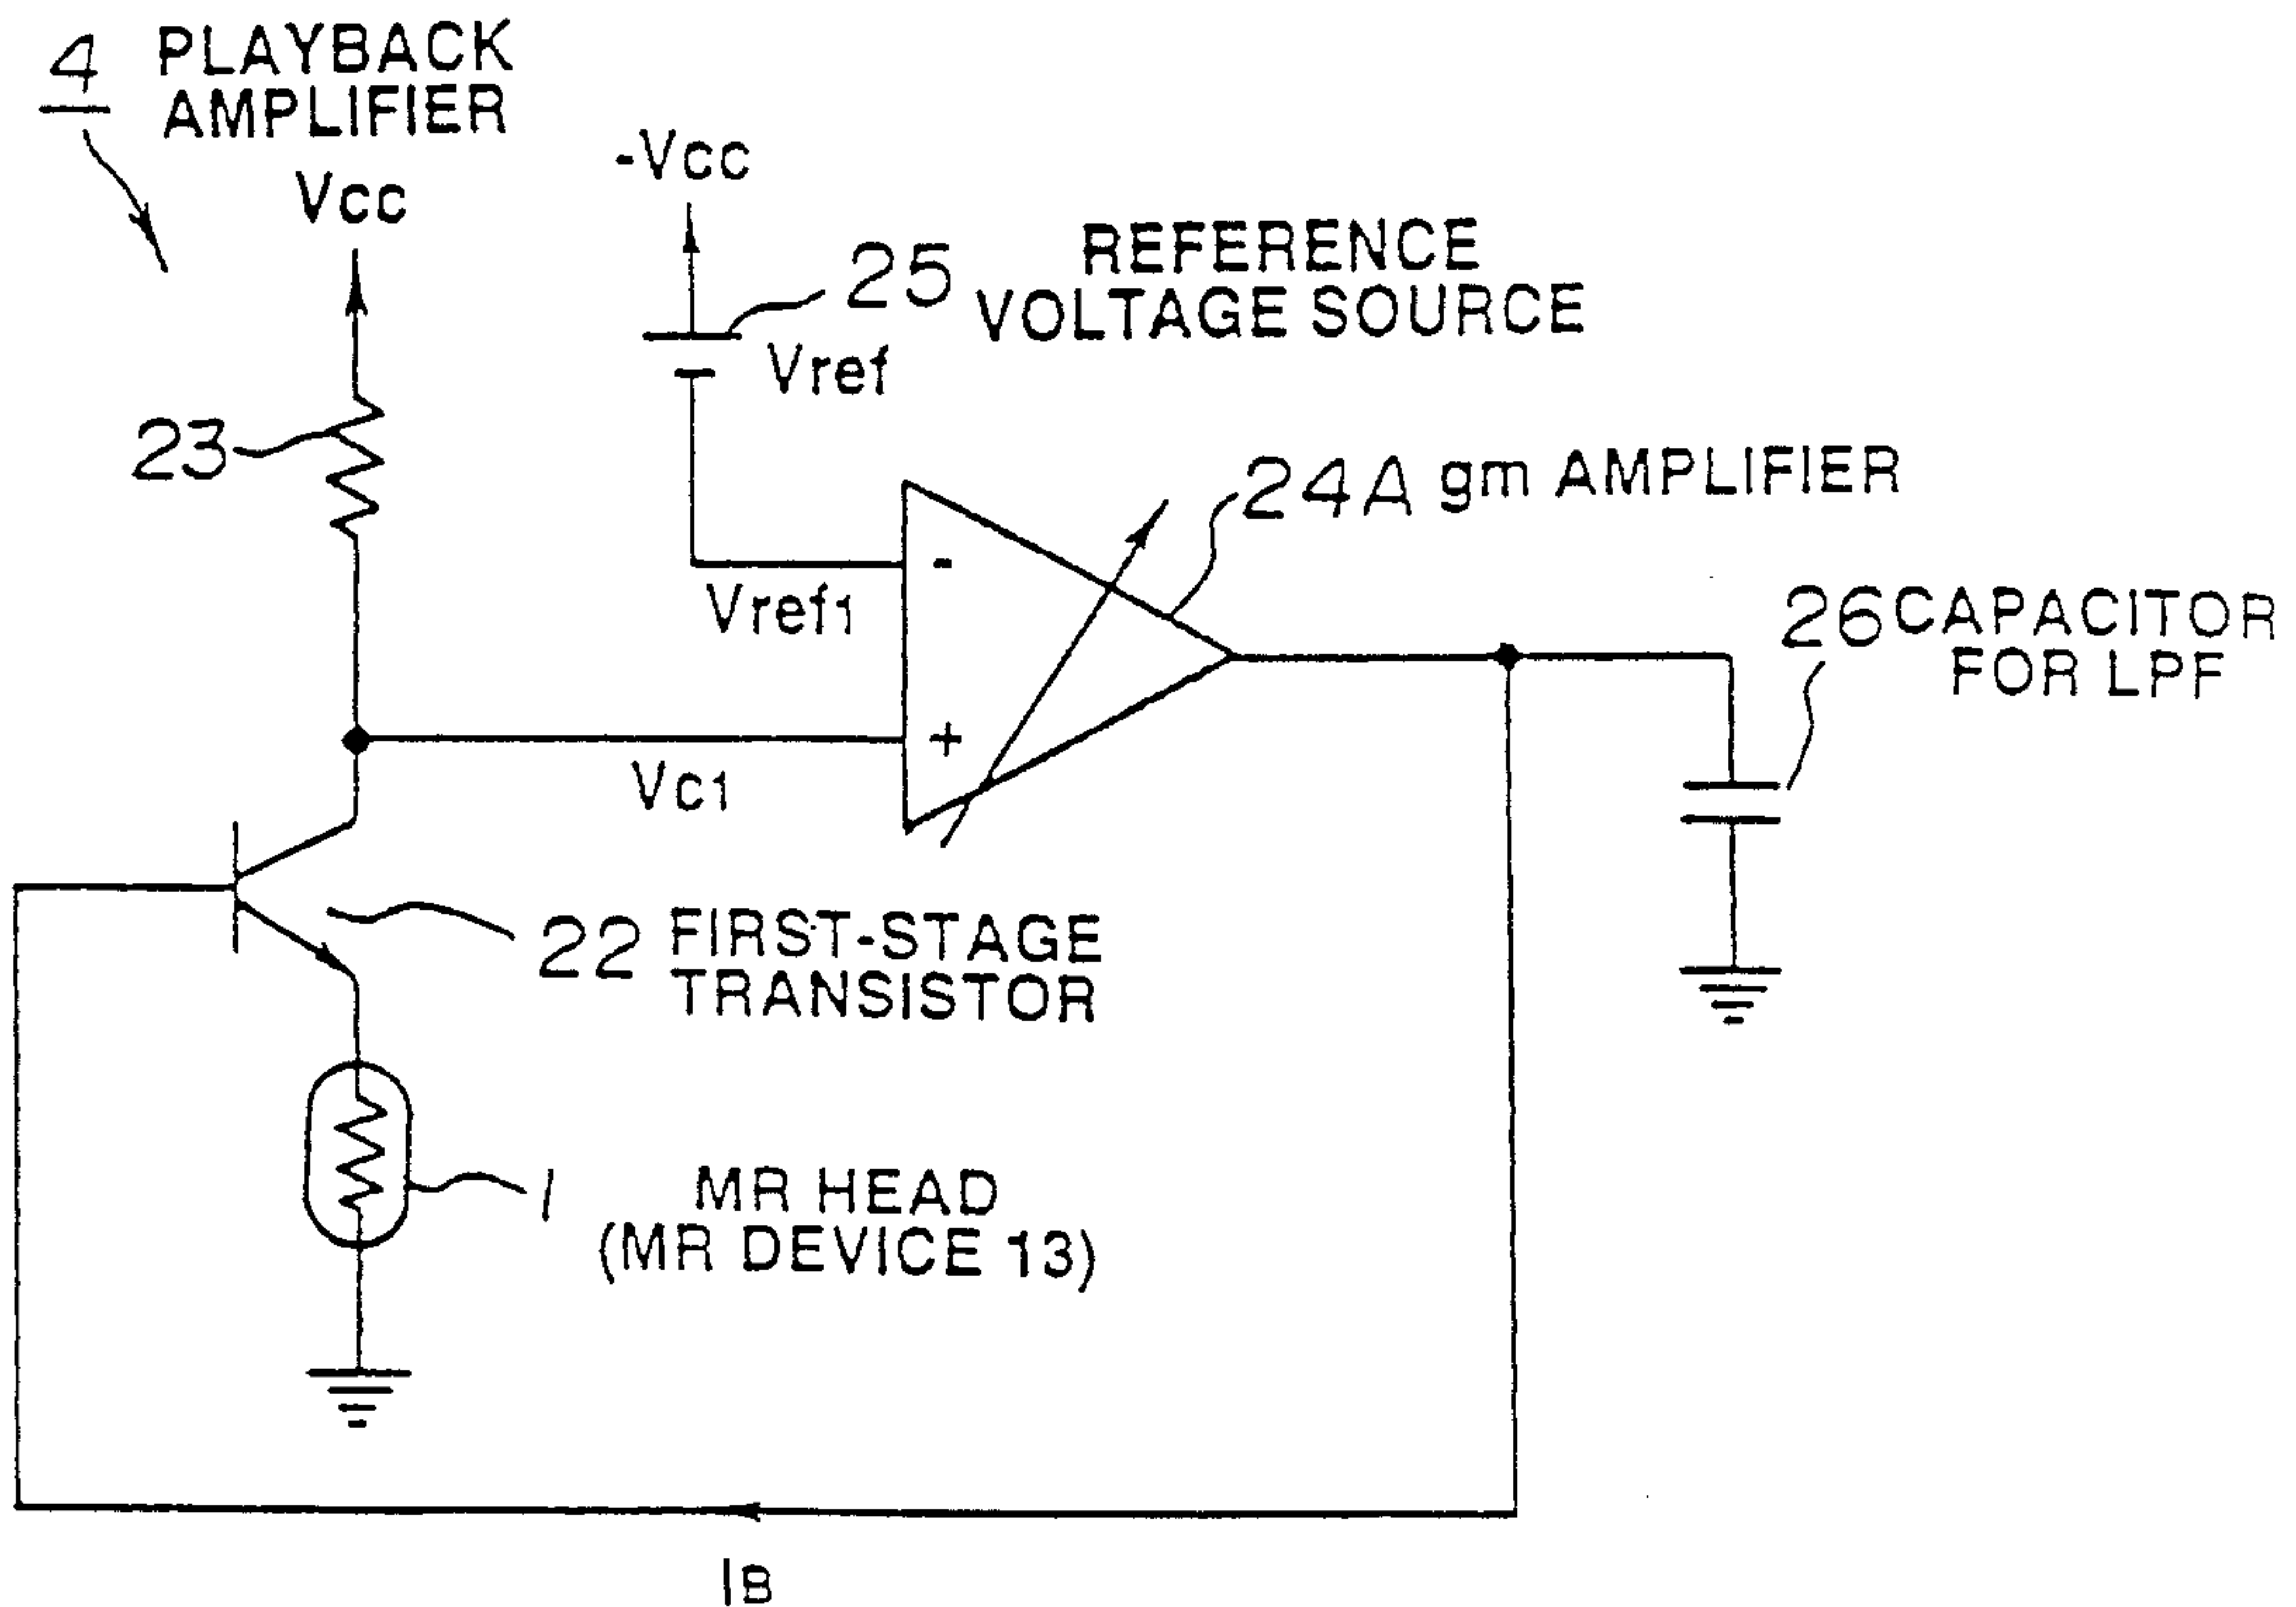 4 PLAYBACK
AMPLIFIER
Vcc
-Vcc
25 REFERENCE
VOLTAGE SOURCE
Vref
23
24A gm AMPLIFIER
-
Vref1
26 CAPACITOR
FOR LPF
+
Vc1
22 FIRST-STAGE
TRANSISTOR
1 MR HEAD
(MR DEVICE 13)
IB